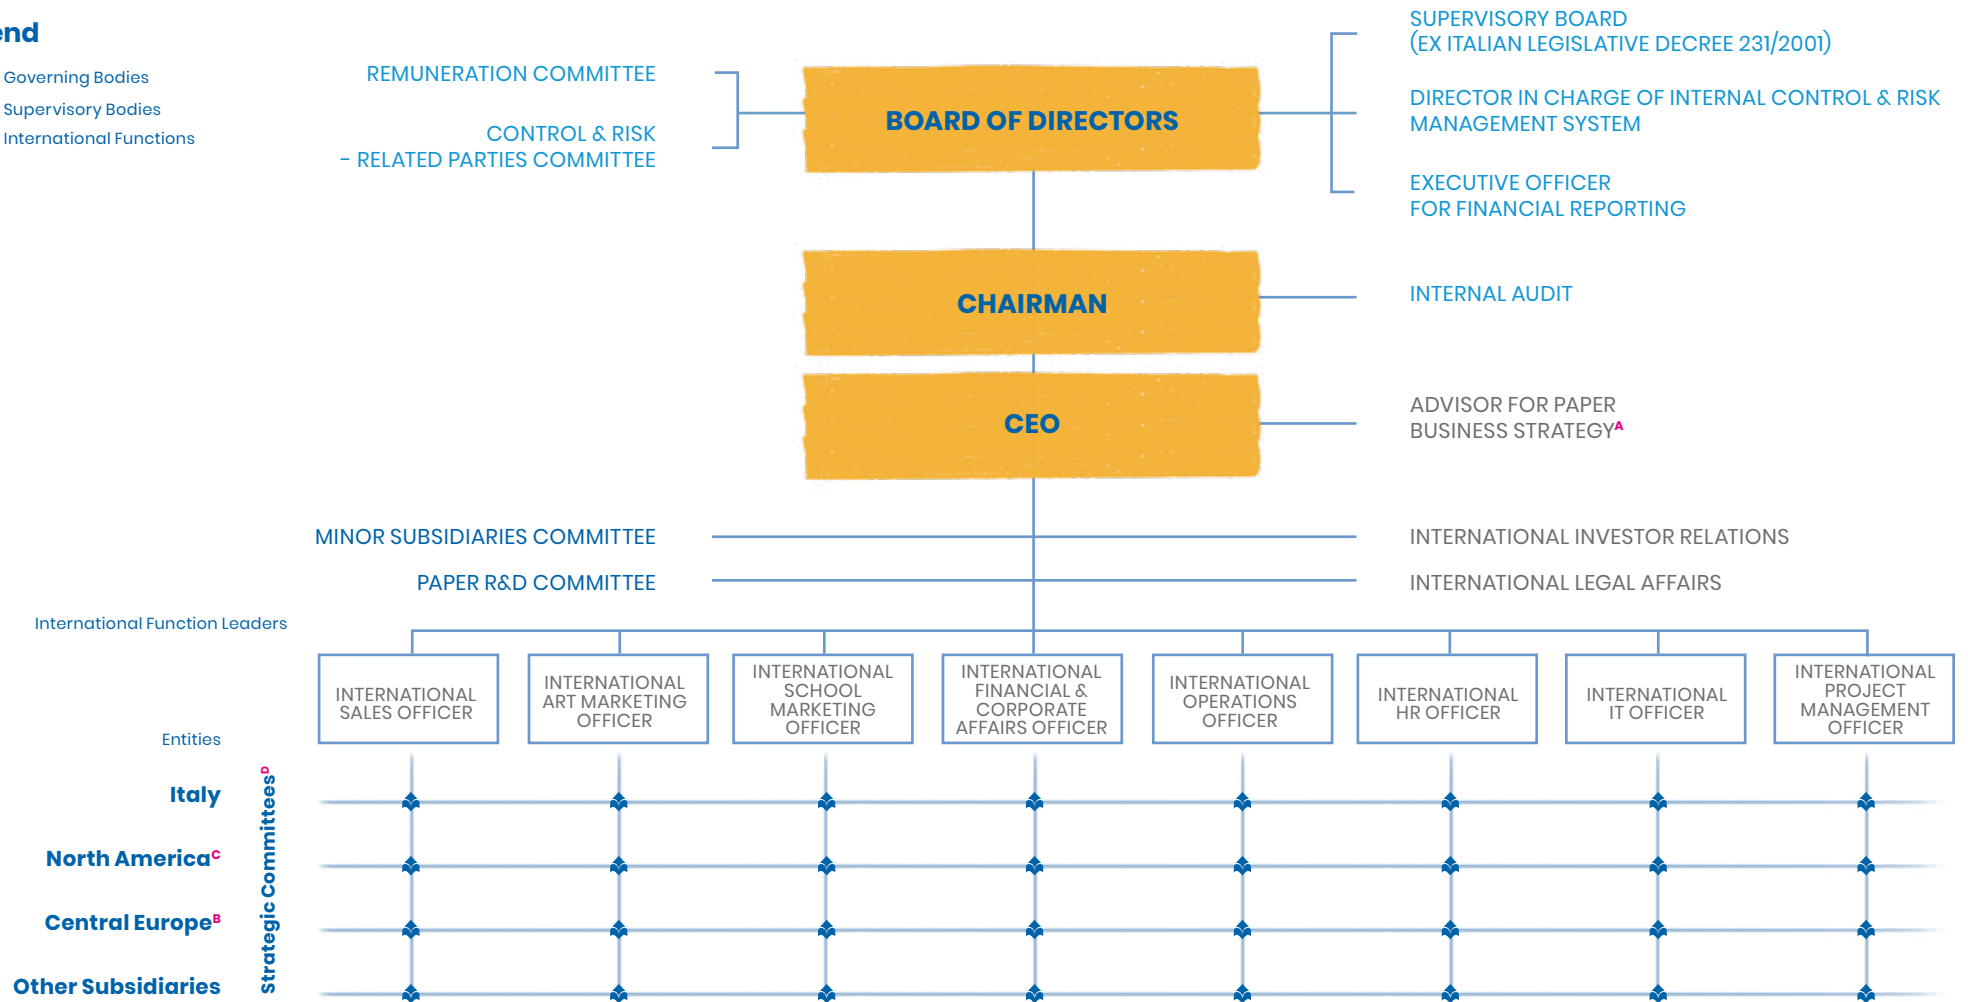 Governing Bodies
Supervisory Bodies
International Functions
REMUNERATION COMMITTEE
CONTROL & RISK
- RELATED PARTIES COMMITTEE
BOARD OF DIRECTORS
SUPERVISORY BOARD
(EX ITALIAN LEGISLATIVE DECREE 231/2001)
DIRECTOR IN CHARGE OF INTERNAL CONTROL & RISK
MANAGEMENT SYSTEM
EXECUTIVE OFFICER
FOR FINANCIAL REPORTING
CHAIRMAN
INTERNAL AUDIT
CEO
ADVISOR FOR PAPER
BUSINESS STRATEGYA
MINOR SUBSIDIARIES COMMITTEE
INTERNATIONAL INVESTOR RELATIONS
PAPER R&D COMMITTEE
INTERNATIONAL LEGAL AFFAIRS
International Function Leaders
INTERNATIONAL
SALES OFFICER
INTERNATIONAL
ART MARKETING
OFFICER
INTERNATIONAL
SCHOOL
MARKETING
OFFICER
INTERNATIONAL
FINANCIAL &
CORPORATE
AFFAIRS OFFICER
INTERNATIONAL
OPERATIONS
OFFICER
INTERNATIONAL
HR OFFICER
INTERNATIONAL
IT OFFICER
INTERNATIONAL
PROJECT
MANAGEMENT
OFFICER
Entities
Strategic CommitteesD
Italy
North AmericaC
Central EuropeB
Other Subsidiaries